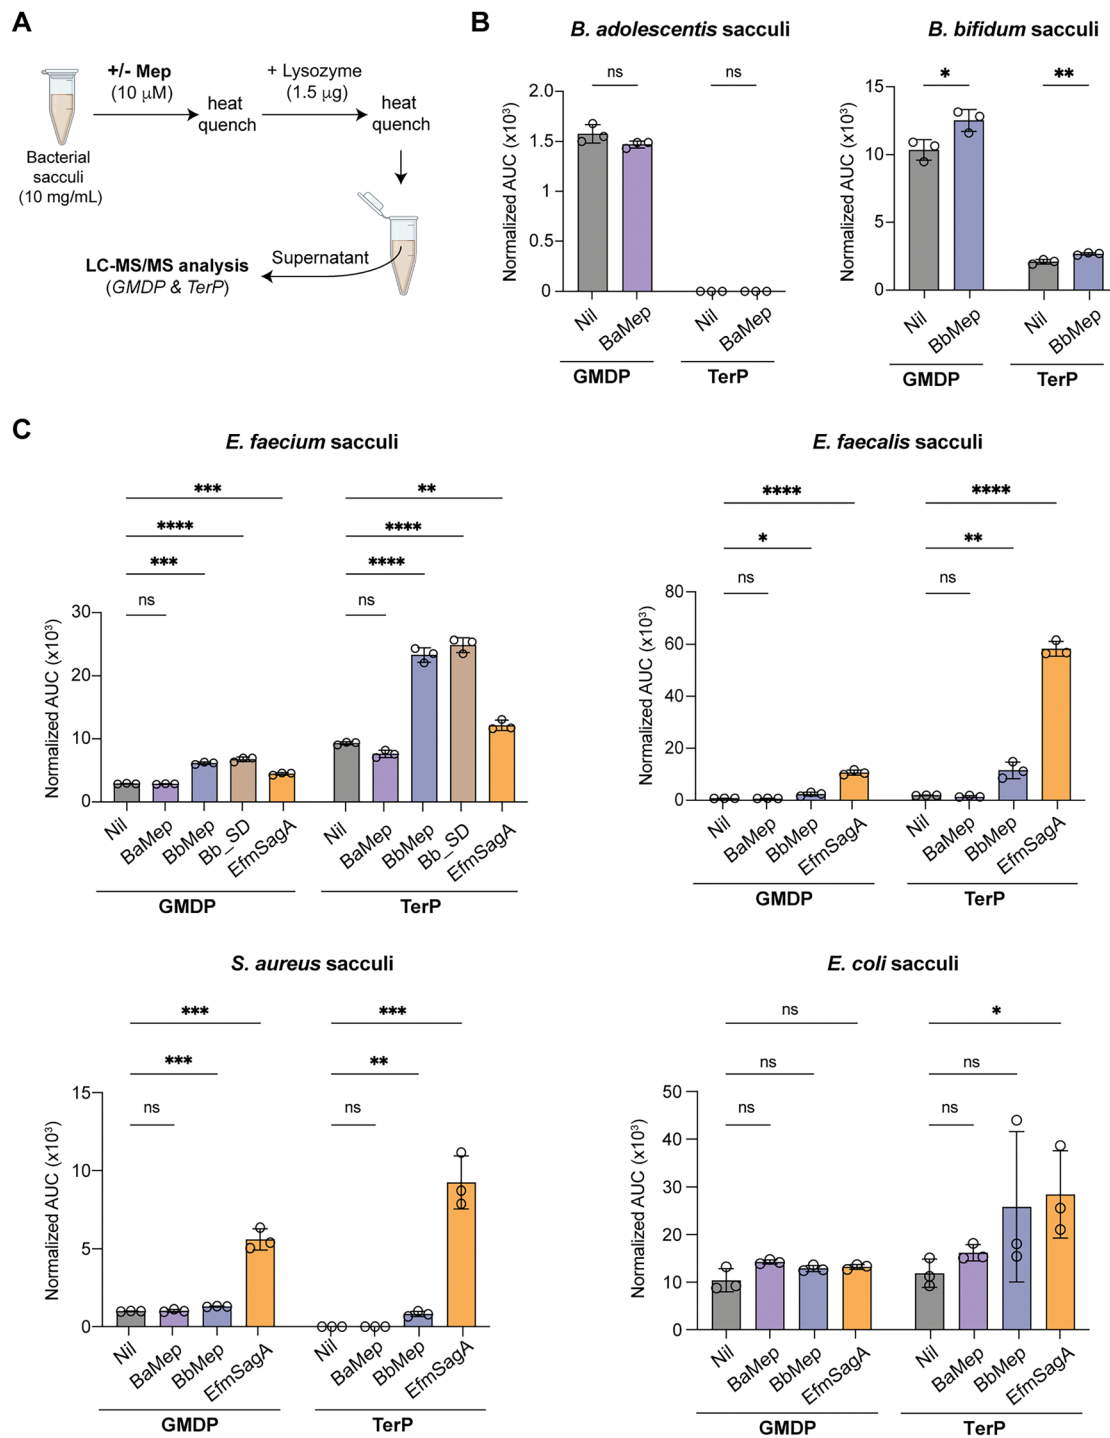 A
+/- Mep
(10 μM)
+ Lysozyme
(1.5 μg)
heat
quench
heat
quench
Bacterial
sacculi
(10 mg/mL)
LC-MS/MS analysis
(GMDP & TerP)
Supernatant
B
B. adolescentis sacculi
ns
ns
Normalized AUC (x10³)
2.0
1.5
1
0.5
0
Nil
BaMep
Nil
BaMep
GMDP
TerP
B. bifidum sacculi
*
**
Normalized AUC (x10³)
15
10
5
0
Nil
BbMep
Nil
BbMep
GMDP
TerP
C
E. faecium sacculi
***
**
****
****
***
****
ns
ns
Normalized AUC (x10³)
30
20
10
0
Nil
BaMep
BbMep
Bb_SD
EfmSagA
Nil
BaMep
BbMep
Bb_SD
EfmSagA
GMDP
TerP
E. faecalis sacculi
****
****
*
**
ns
ns
Normalized AUC (x10³)
80
60
40
20
0
Nil
BaMep
BbMep
EfmSagA
Nil
BaMep
BbMep
EfmSagA
GMDP
TerP
S. aureus sacculi
***
***
***
**
ns
ns
Normalized AUC (x10³)
15
10
5
0
Nil
BaMep
BbMep
EfmSagA
Nil
BaMep
BbMep
EfmSagA
GMDP
TerP
E. coli sacculi
ns
*
ns
ns
ns
ns
Normalized AUC (x10³)
50
40
30
20
10
0
Nil
BaMep
BbMep
EfmSagA
Nil
BaMep
BbMep
EfmSagA
GMDP
TerP